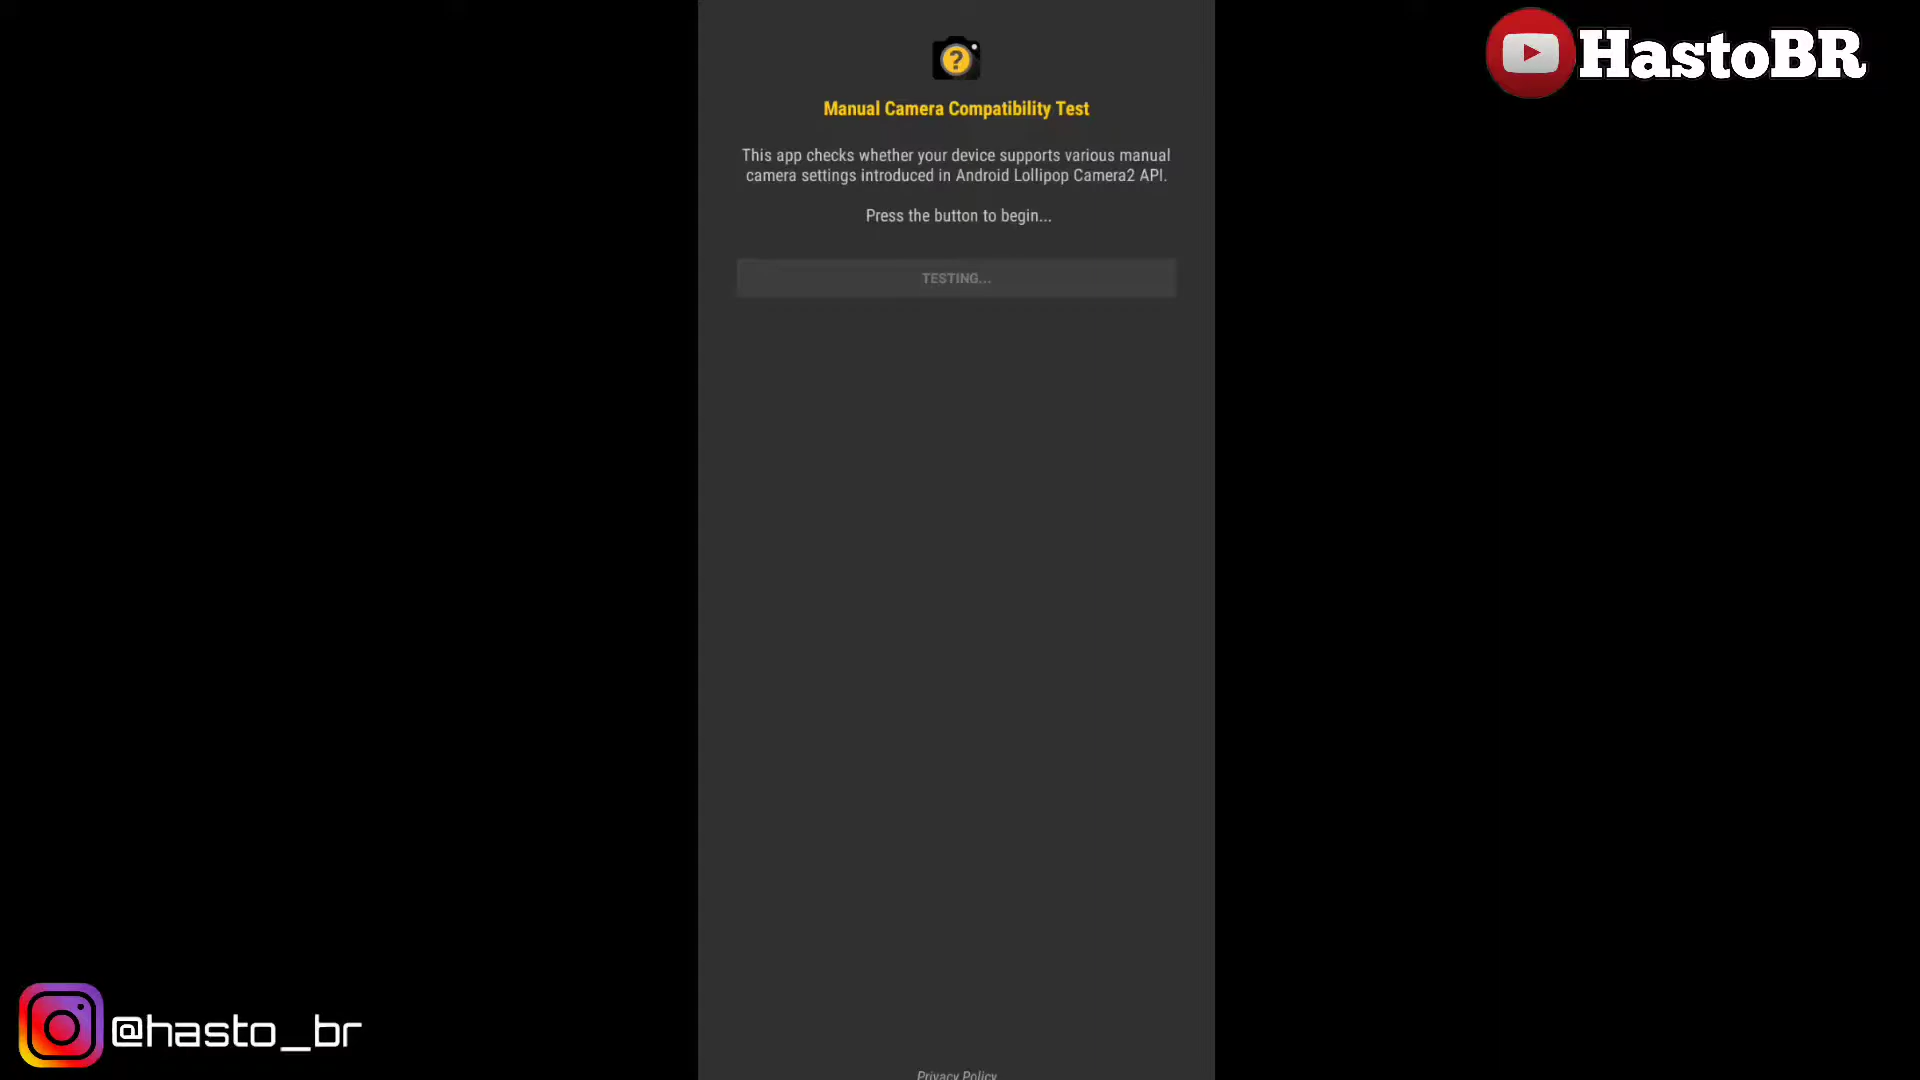 HastoBR
?
Manual Camera Compatibility Test
This app checks whether your device supports various manual
camera settings introduced in Android Lollipop Camera2 API.
Press the button to begin...
TESTING...
@hasto_br
Privacy Policy